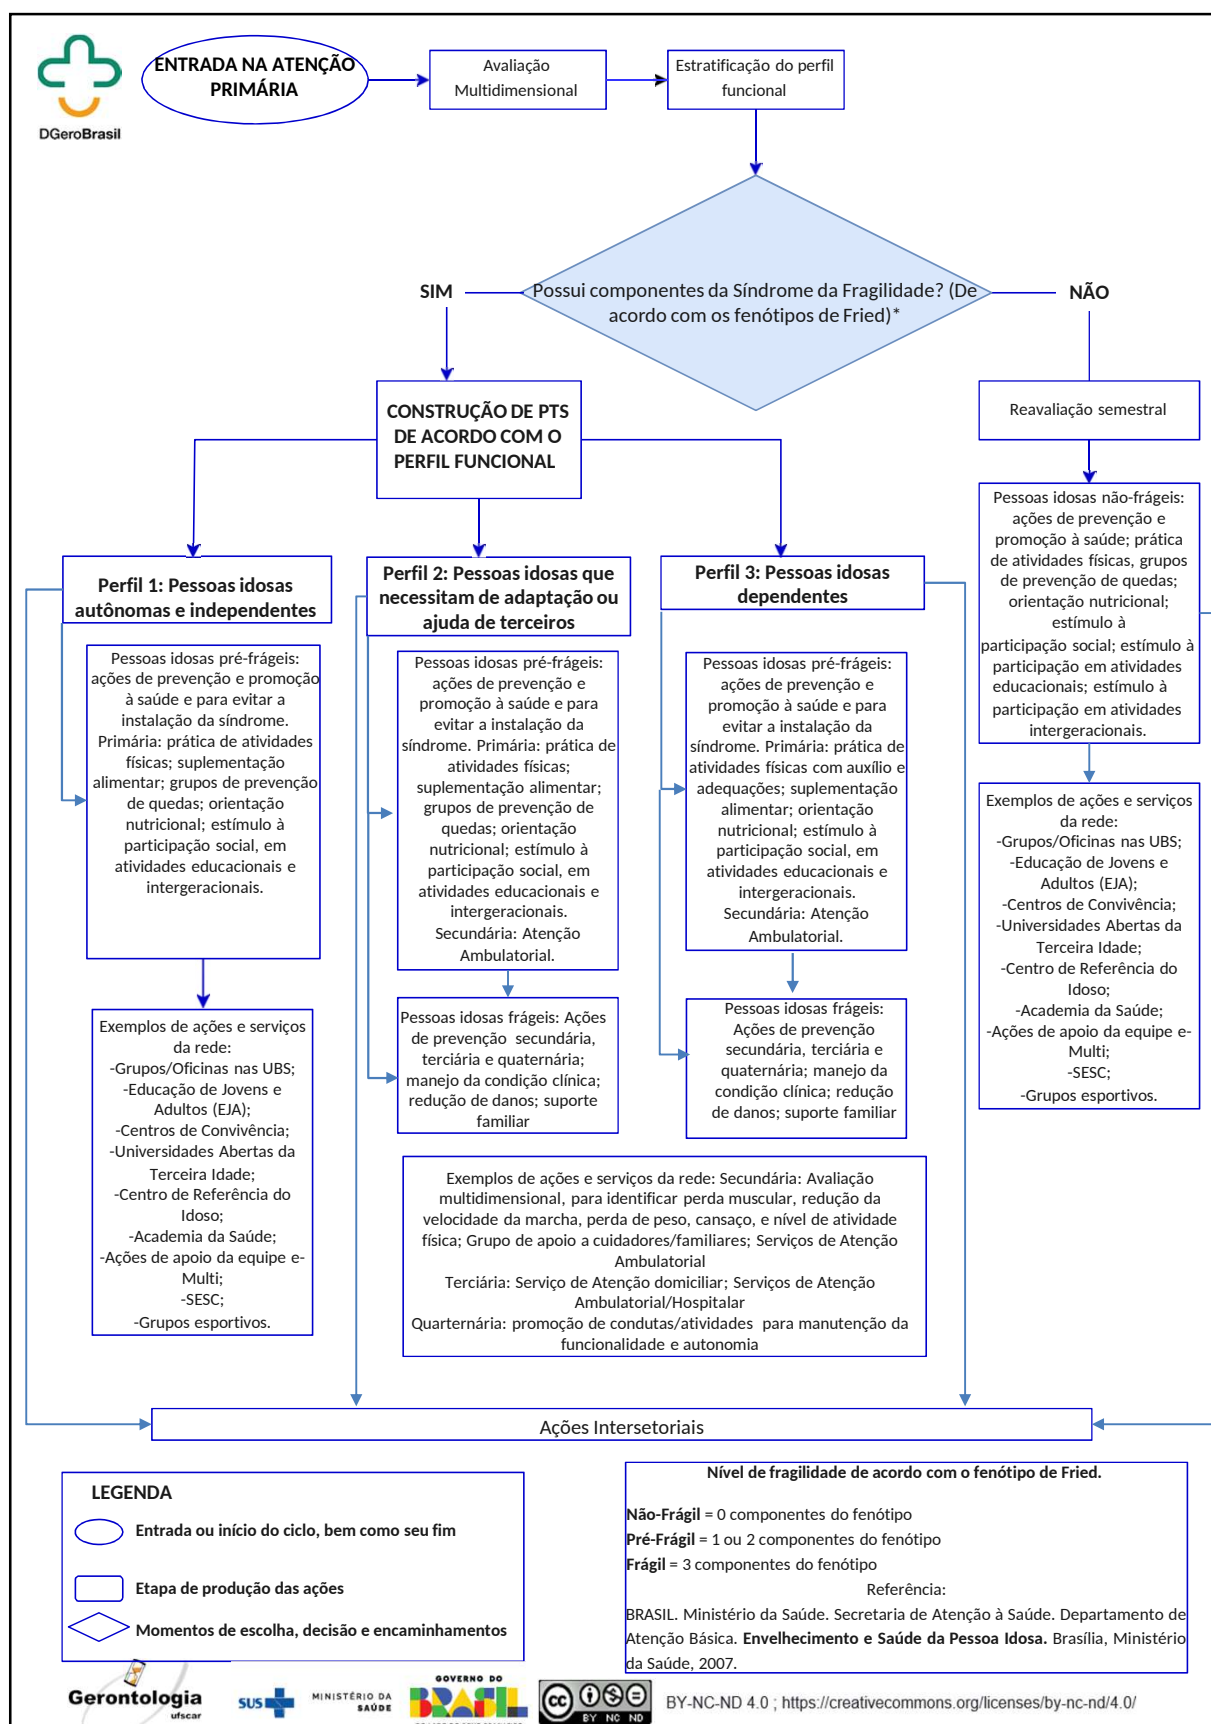 DGeroBrasil
ENTRADA NA ATENÇÃO
PRIMÁRIA
Avaliação
Multidimensional
Estratificação do perfil
funcional
Possui componentes da Síndrome da Fragilidade? (De
acordo com os fenótipos de Fried)*
SIM
NÃO
CONSTRUÇÃO DE PTS
DE ACORDO COM O
PERFIL FUNCIONAL
Reavaliação semestral
Perfil 1: Pessoas idosas
autônomas e independentes
Pessoas idosas pré-frágeis:
ações de prevenção e promoção
à saúde e para evitar a
instalação da síndrome.
Primária: prática de atividades
físicas; suplementação
alimentar; grupos de prevenção
de quedas; orientação
nutricional; estímulo à
participação social, em
atividades educacionais e
intergeracionais.
Exemplos de ações e serviços
da rede:
-Grupos/Oficinas nas UBS;
-Educação de Jovens e
Adultos (EJA);
-Centros de Convivência;
-Universidades Abertas da
Terceira Idade;
-Centro de Referência do
Idoso;
-Academia da Saúde;
-Ações de apoio da equipe e-
Multi;
-SESC;
-Grupos esportivos.
Perfil 2: Pessoas idosas que
necessitam de adaptação ou
ajuda de terceiros
Pessoas idosas pré-frágeis:
ações de prevenção e
promoção à saúde e para
evitar a instalação da
síndrome. Primária: prática de
atividades físicas;
suplementação alimentar;
grupos de prevenção de
quedas; orientação
nutricional; estímulo à
participação social, em
atividades educacionais e
intergeracionais.
Secundária: Atenção
Ambulatorial.
Pessoas idosas frágeis: Ações
de prevenção secundária,
terciária e quaternária;
manejo da condição clínica;
redução de danos; suporte
familiar
Perfil 3: Pessoas idosas
dependentes
Pessoas idosas pré-frágeis:
ações de prevenção e
promoção à saúde e para
evitar a instalação da
síndrome. Primária: prática de
atividades físicas com auxílio e
adequações; suplementação
alimentar; orientação
nutricional; estímulo à
participação social, em
atividades educacionais e
intergeracionais.
Secundária: Atenção
Ambulatorial.
Pessoas idosas frágeis:
Ações de prevenção
secundária, terciária e
quaternária; manejo da
condição clínica; redução
de danos; suporte familiar
Exemplos de ações e serviços da rede: Secundária: Avaliação
multidimensional, para identificar perda muscular, redução da
velocidade da marcha, perda de peso, cansaço, e nível de atividade
física; Grupo de apoio a cuidadores/familiares; Serviços de Atenção
Ambulatorial
Terciária: Serviço de Atenção domiciliar; Serviços de Atenção
Ambulatorial/Hospitalar
Quarternária: promoção de condutas/atividades para manutenção da
funcionalidade e autonomia
Pessoas idosas não-frágeis:
ações de prevenção e
promoção à saúde; prática
de atividades físicas, grupos
de prevenção de quedas;
orientação nutricional;
estímulo à
participação social; estímulo à
participação em atividades
educacionais; estímulo à
participação em atividades
intergeracionais.
Exemplos de ações e serviços
da rede:
-Grupos/Oficinas nas UBS;
-Educação de Jovens e
Adultos (EJA);
-Centros de Convivência;
-Universidades Abertas da
Terceira Idade;
-Centro de Referência do
Idoso;
-Academia da Saúde;
-Ações de apoio da equipe e-
Multi;
-SESC;
-Grupos esportivos.
Ações Intersetoriais
LEGENDA
Entrada ou início do ciclo, bem como seu fim
Etapa de produção das ações
Momentos de escolha, decisão e encaminhamentos
Nível de fragilidade de acordo com o fenótipo de Fried.
Não-Frágil = 0 componentes do fenótipo
Pré-Frágil = 1 ou 2 componentes do fenótipo
Frágil = 3 componentes do fenótipo
Referência:
BRASIL. Ministério da Saúde. Secretaria de Atenção à Saúde. Departamento de
Atenção Básica. Envelhecimento e Saúde da Pessoa Idosa. Brasília, Ministério
da Saúde, 2007.
Gerontologia
ufscar
SUS
MINISTÉRIO DA
SAÚDE
GOVERNO DO
BRASIL
cc
BY NC ND
BY-NC-ND 4.0 ; https://creativecommons.org/licenses/by-nc-nd/4.0/